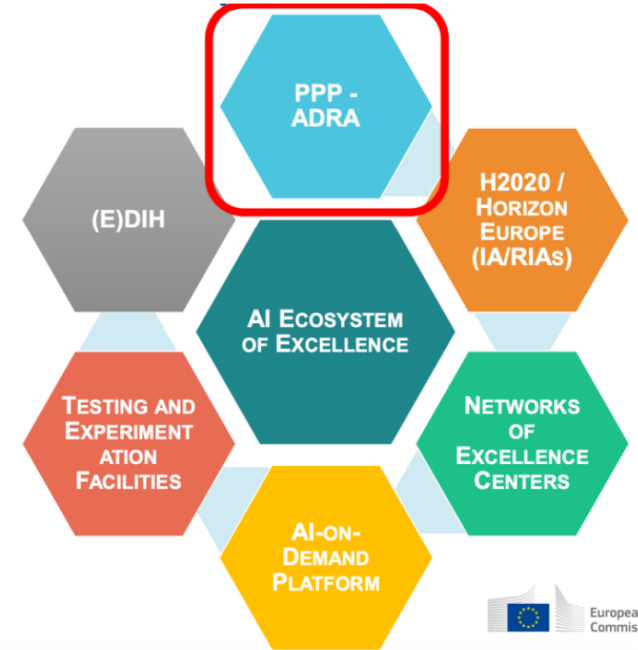 PPP -
ADRA
(E)DIH
H2020 /
HORIZON
EUROPE
(IA/RIAS)
AI ECOSYSTEM
OF EXCELLENCE
TESTING AND
EXPERIMENT
ATION
FACILITIES
NETWORKS
OF
EXCELLENCE
CENTERS
AI-ON-
DEMAND
PLATFORM
Europea
Commis